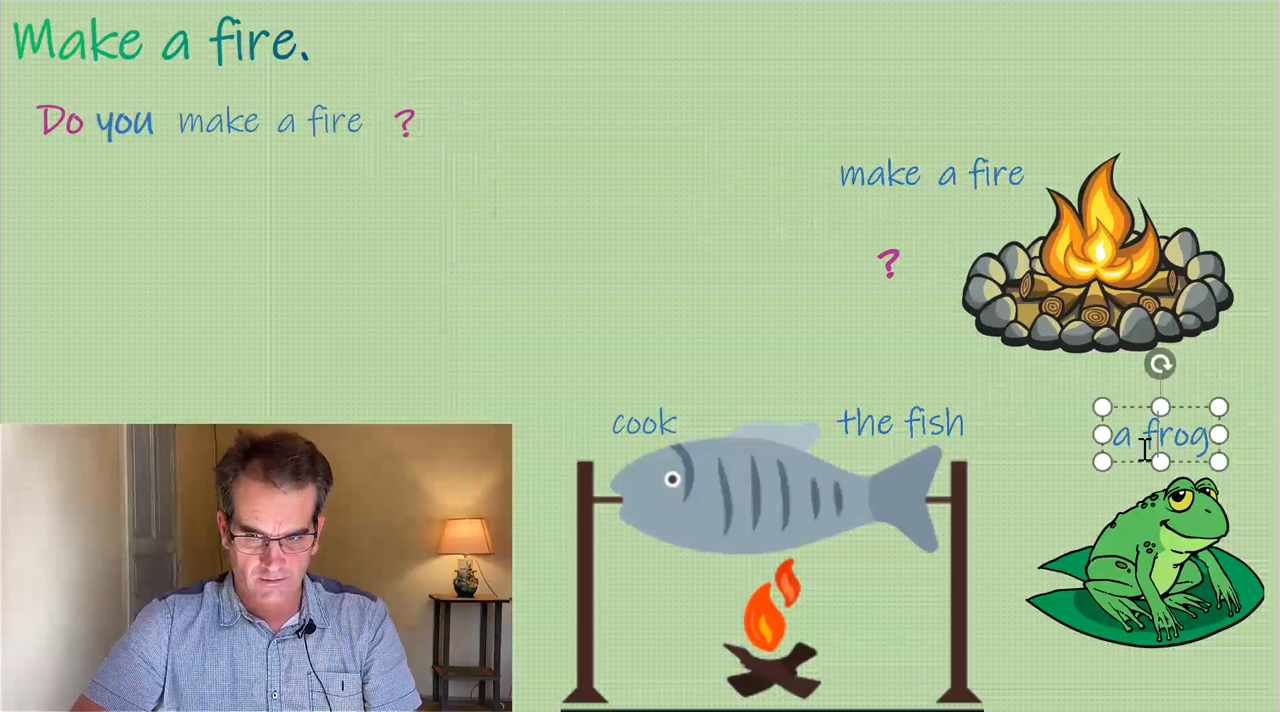 Make a fire.
Do you make a fire ?
make a fire
?
cook the fish
a frog